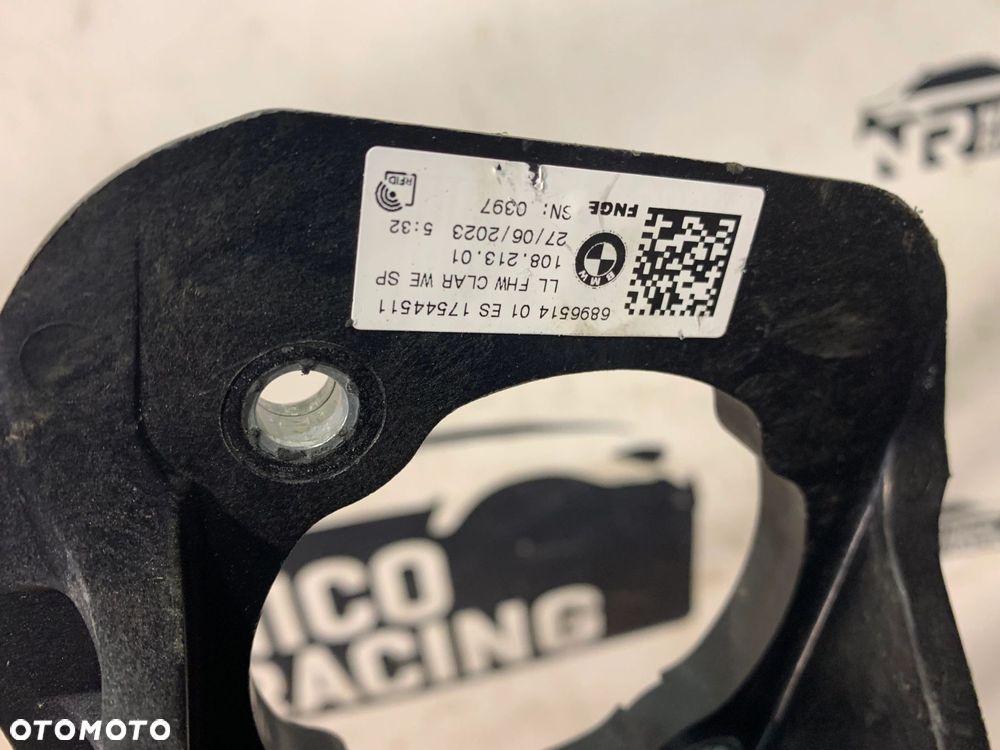 6896514 01 ES 17544511
LL FHW CLAR WE SP
108.213.01
27/06/2023 5:32
SN: 0397
FNGE
BMW
RFID
ICO
RACING
OTOMOTO